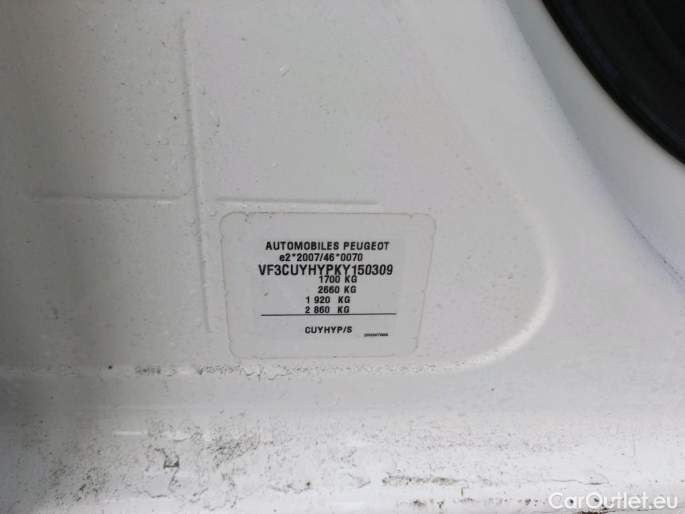 AUTOMOBILES PEUGEOT
e2*2007/46*0070
VF3CUYHYPKY150309
1700 KG
2660 KG
1 920 KG
2 860 KG
CUYHYP/S
CarOutlet.eu